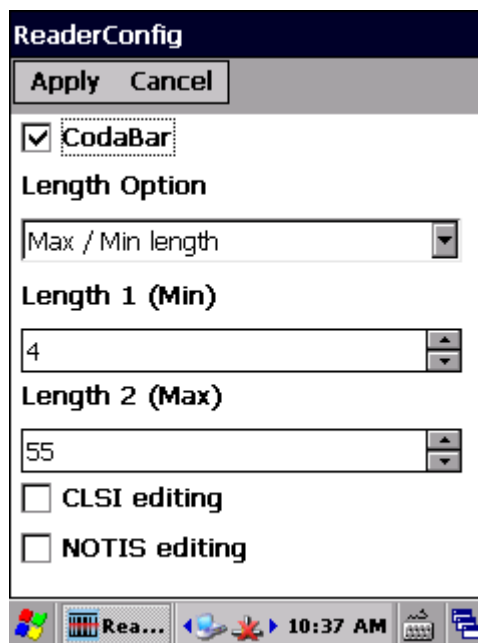 ReaderConfig
Apply Cancel
CodaBar
Length Option
Max / Min length
Length 1 (Min)
4
Length 2 (Max)
55
CLSI editing
NOTIS editing
Rea... 10:37 AM